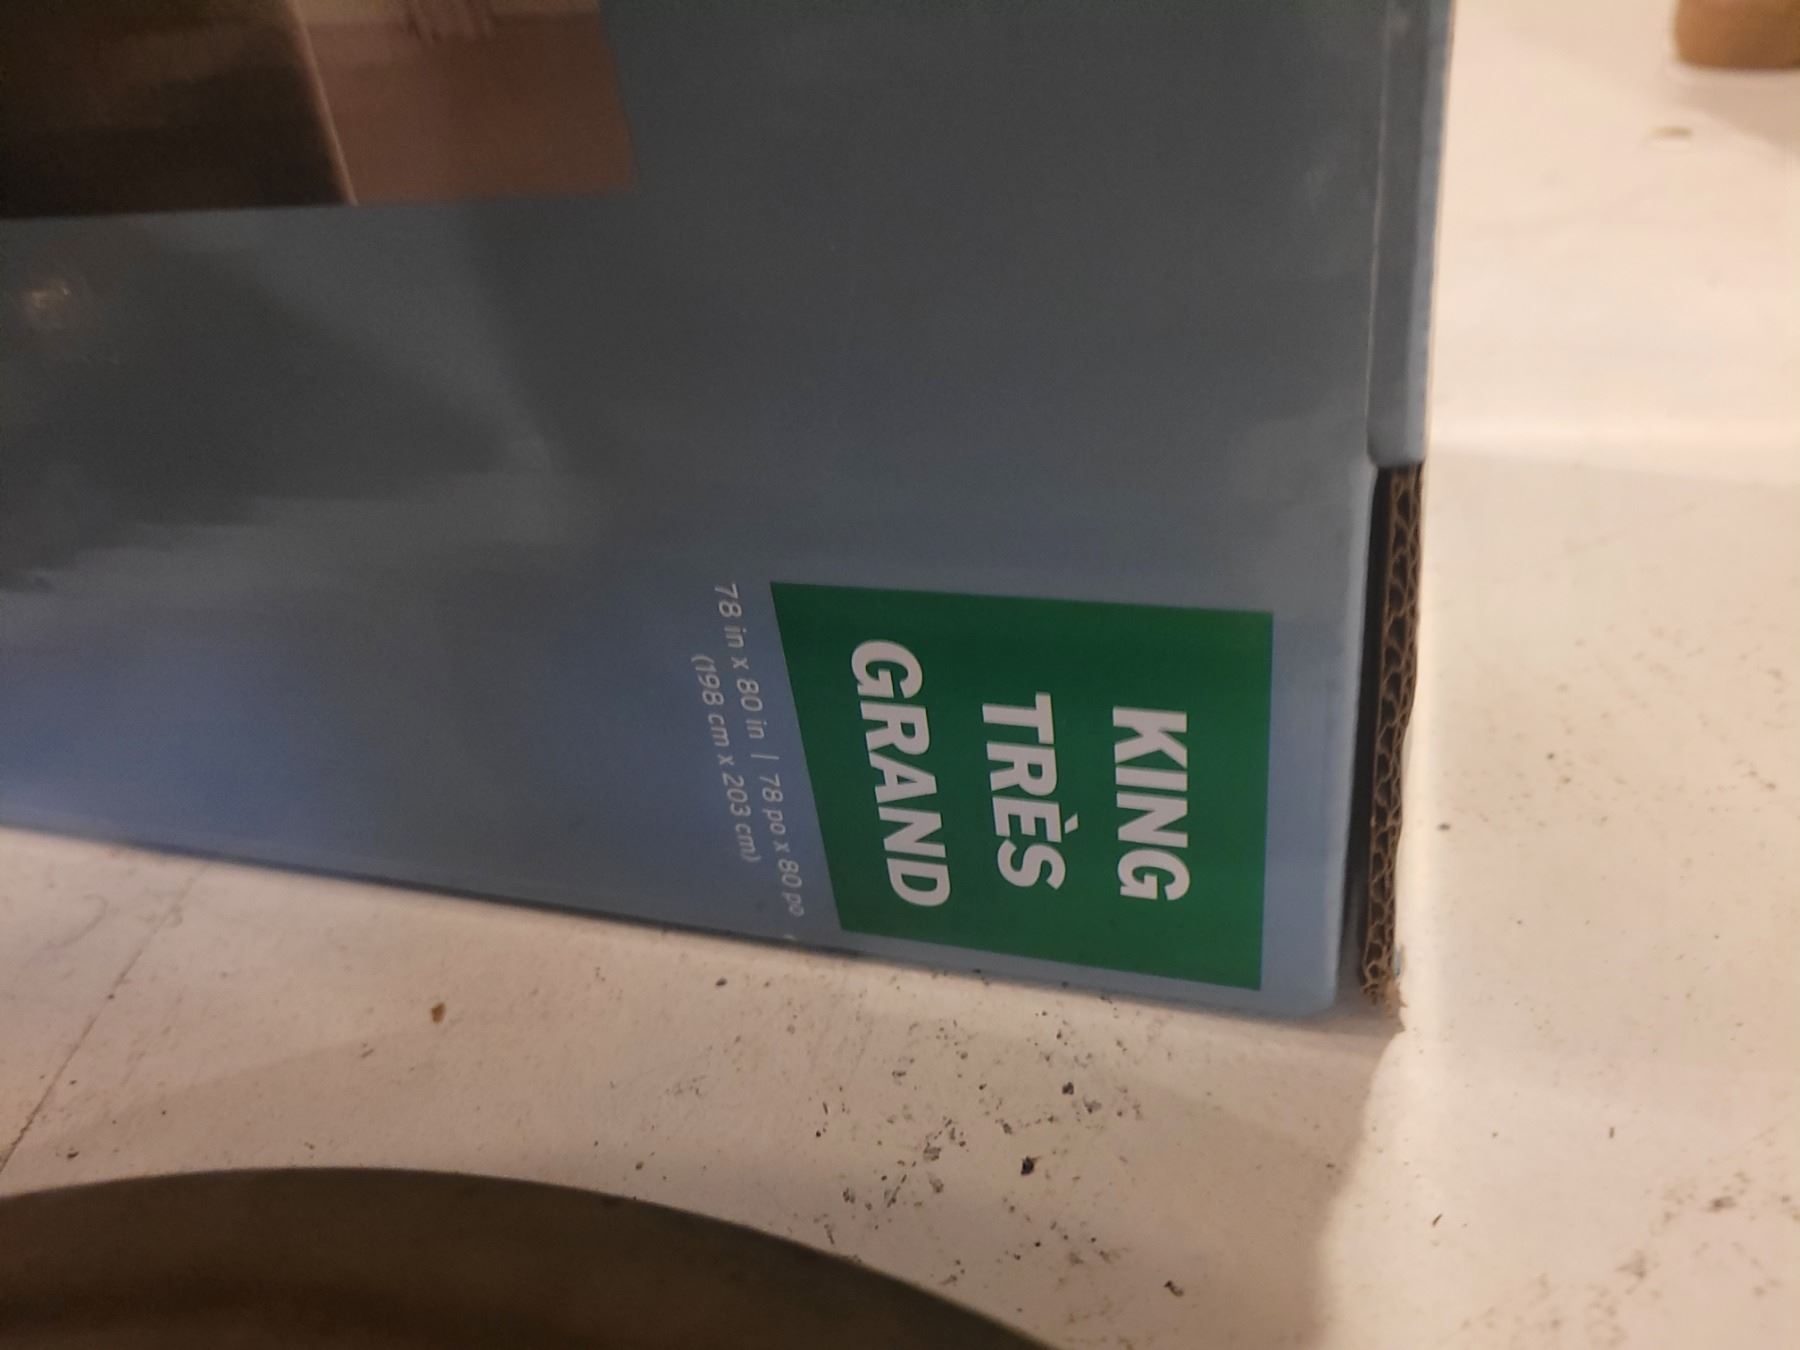 KING
TRÈS
GRAND
78 in x 80 in | 78 po x 80 po
(198 cm x 203 cm)